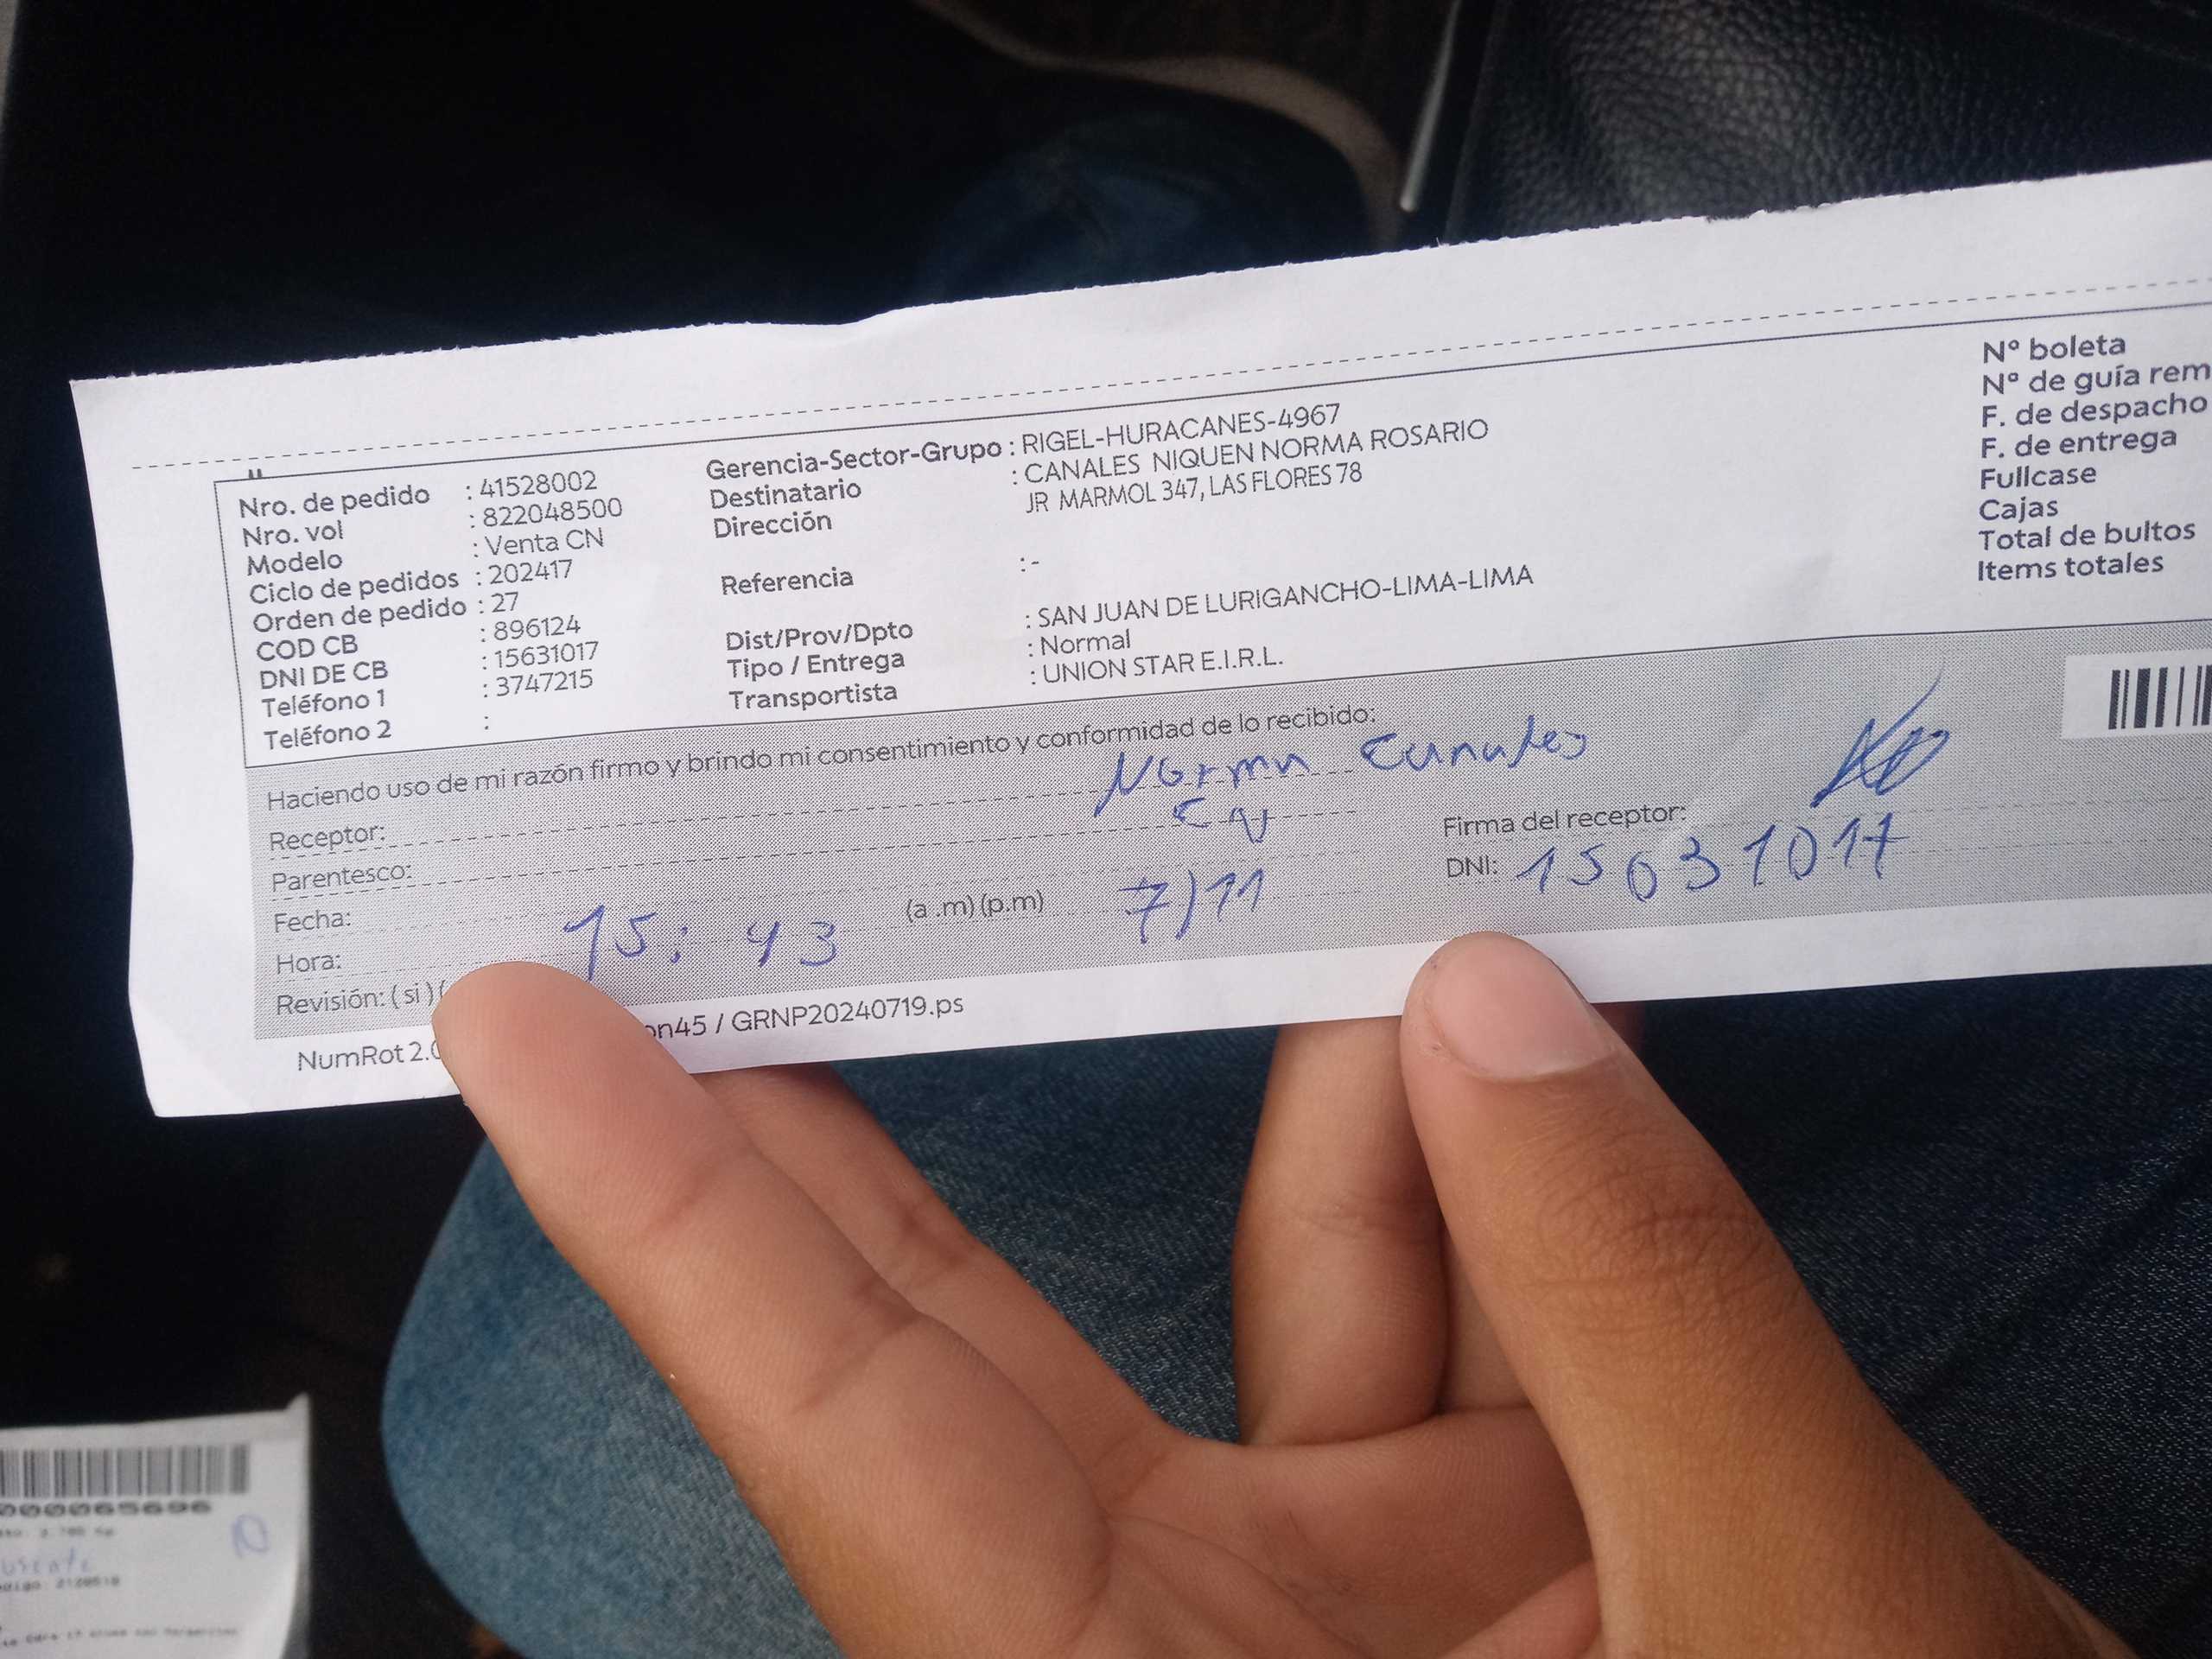 Nro. de pedido : 41528002
Nro. vol : 822048500
Modelo : Venta CN
Ciclo de pedidos : 202417
Orden de pedido : 27
COD CB : 896124
DNI DE CB : 15631017
Teléfono 1 : 3747215
Teléfono 2 :
Gerencia-Sector-Grupo : RIGEL-HURACANES-4967
Destinatario : CANALES NIQUEN NORMA ROSARIO
Dirección JR MARMOL 347, LAS FLORES 78
Referencia : -
Dist/Prov/Dpto : SAN JUAN DE LURIGANCHO-LIMA-LIMA
Tipo / Entrega : Normal
Transportista : UNION STAR E.I.R.L.
N° boleta
N° de guía rem
F. de despacho
F. de entrega
Fullcase
Cajas
Total de bultos
Items totales
Haciendo uso de mi razón firmo y brindo mi consentimiento y conformidad de lo recibido:
Receptor: Norma Canales
Parentesco:
Fecha:
Hora: 15:43 (a .m) (p.m) 7/11
Firma del receptor:
DNI: 15631017
Revisión: ( si ) (
NumRot 2.0 on45 / GRNP20240719.ps
000065696